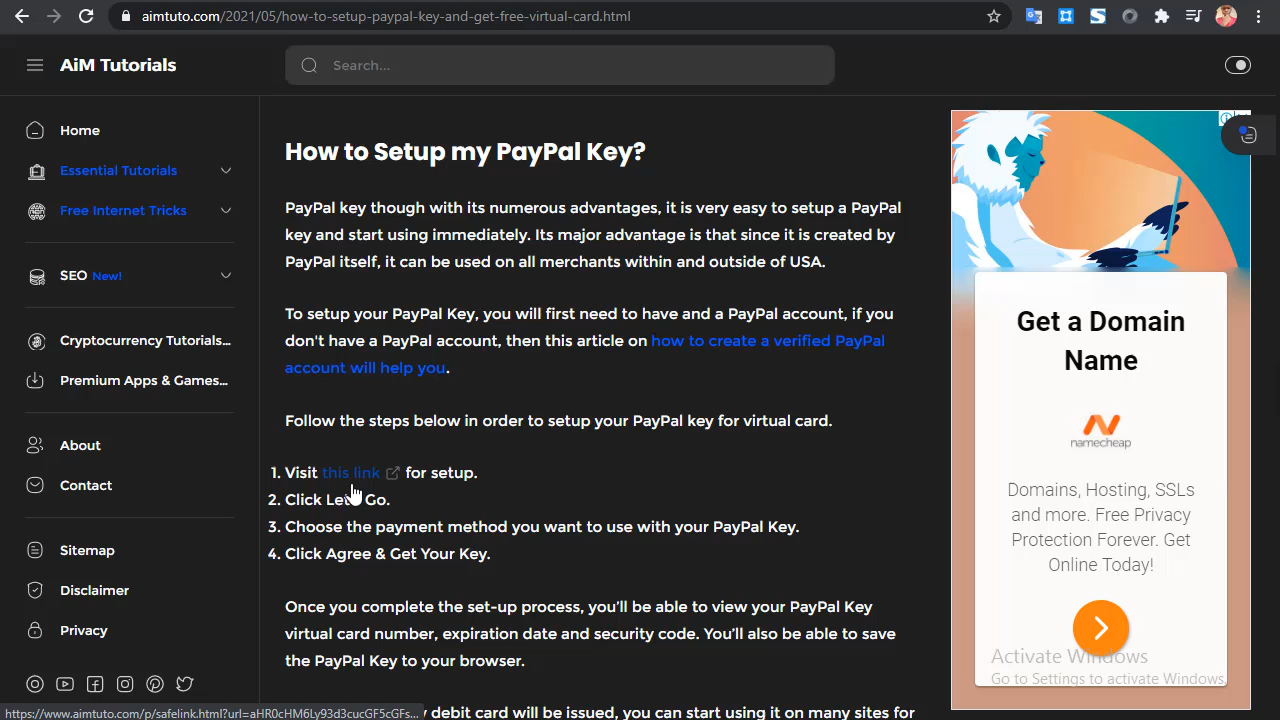 aimtuto.com/2021/05/how-to-setup-paypal-key-and-get-free-virtual-card.html
AiM Tutorials
Search...
Home
Essential Tutorials
Free Internet Tricks
SEO New!
Cryptocurrency Tutorials...
Premium Apps & Games...
About
Contact
Sitemap
Disclaimer
Privacy
How to Setup my PayPal Key?
PayPal key though with its numerous advantages, it is very easy to setup a PayPal
key and start using immediately. Its major advantage is that since it is created by
PayPal itself, it can be used on all merchants within and outside of USA.
To setup your PayPal Key, you will first need to have and a PayPal account, if you
don't have a PayPal account, then this article on how to create a verified PayPal
account will help you.
Follow the steps below in order to setup your PayPal key for virtual card.
1. Visit this link for setup.
2. Click Let's Go.
3. Choose the payment method you want to use with your PayPal Key.
4. Click Agree & Get Your Key.
Once you complete the set-up process, you'll be able to view your PayPal Key
virtual card number, expiration date and security code. You'll also be able to save
the PayPal Key to your browser.
debit card will be issued, you can start using it on many sites for
Get a Domain
Name
namecheap
Domains, Hosting, SSLs
and more. Free Privacy
Protection Forever. Get
Online Today!
Activate Windows
Go to Settings to activate Windows.
https://www.aimtuto.com/p/safelink.html?url=aHR0cHM6Ly93d3cucGF5cGFs...